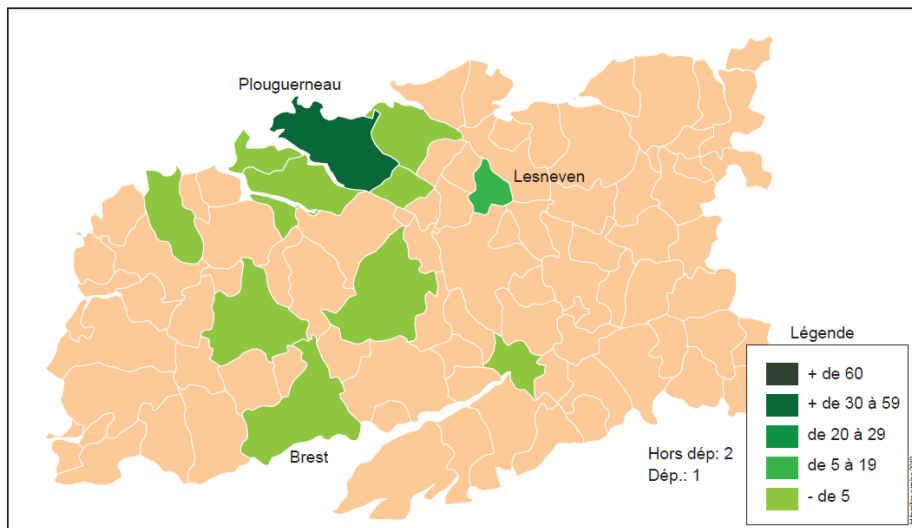 Plouguerneau
Lesneven
Brest
Hors dép: 2
Dép.: 1
Légende
+ de 60
+ de 30 à 59
de 20 à 29
de 5 à 19
- de 5